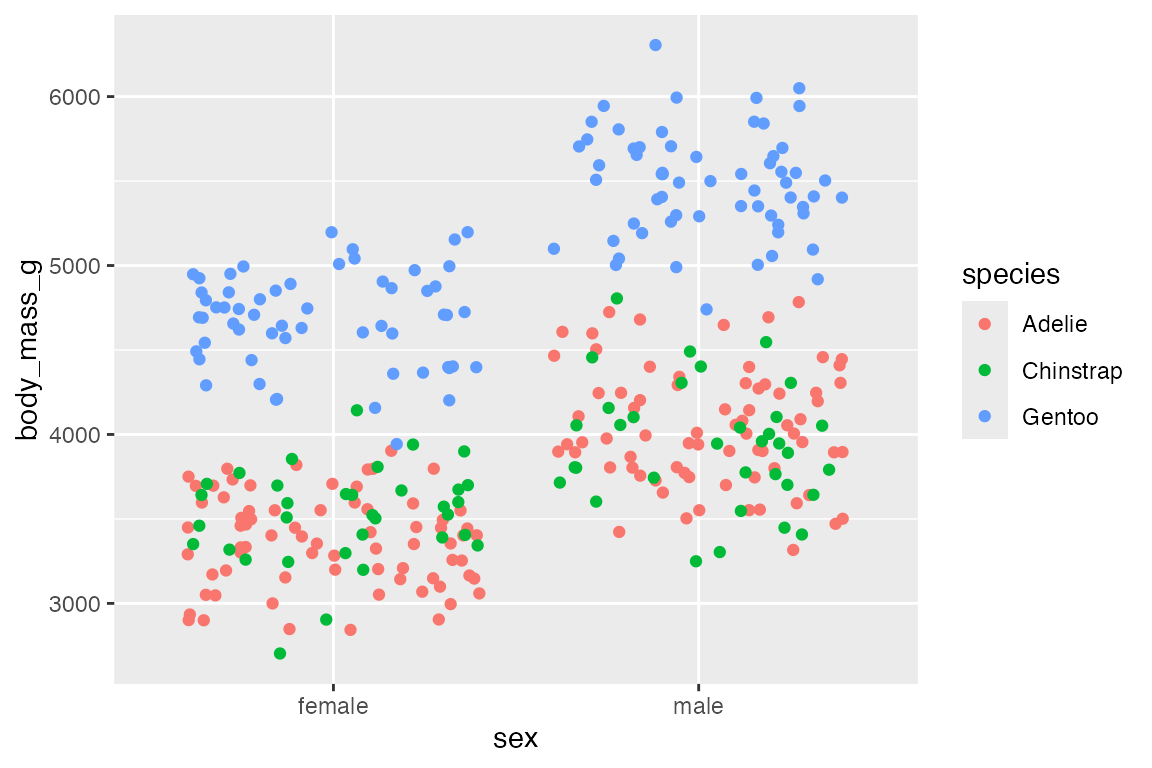 6000
5000
4000
3000
body_mass_g
female
male
sex
species
Adelie
Chinstrap
Gentoo